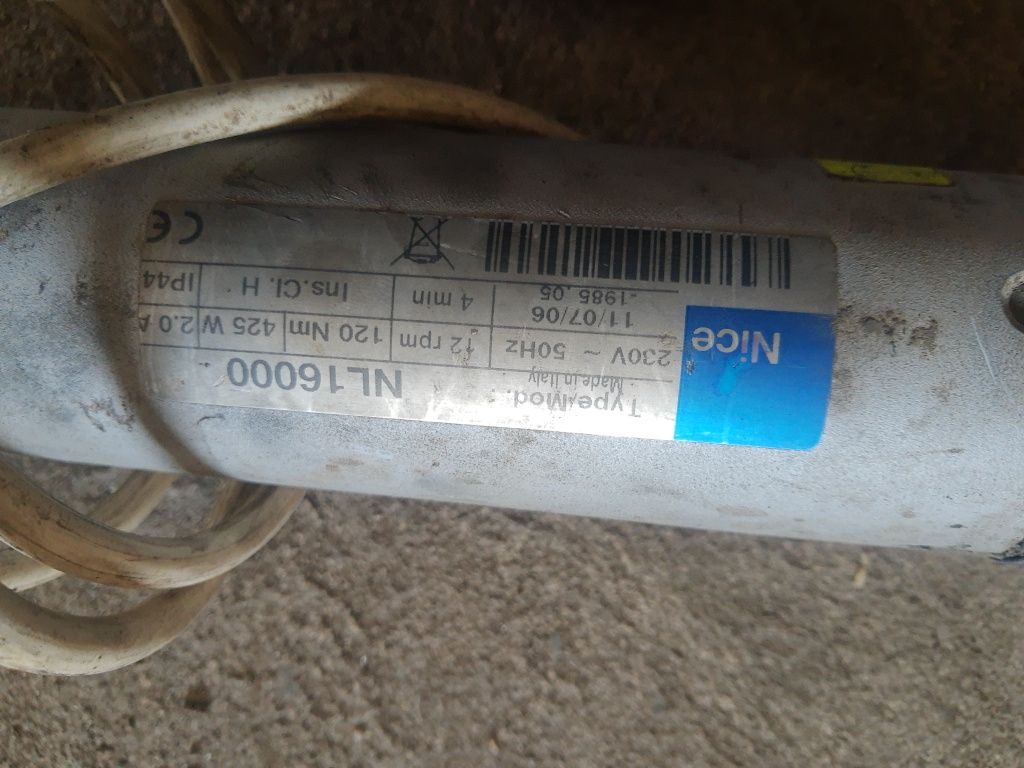 Nice
Type/Mod. NL16000
Made in Italy
230V ~ 50Hz 12 rpm 120 Nm 425 W 2.0 A
11/07/06 4 min Ins.Cl. H IP44
.1985 .05
CE